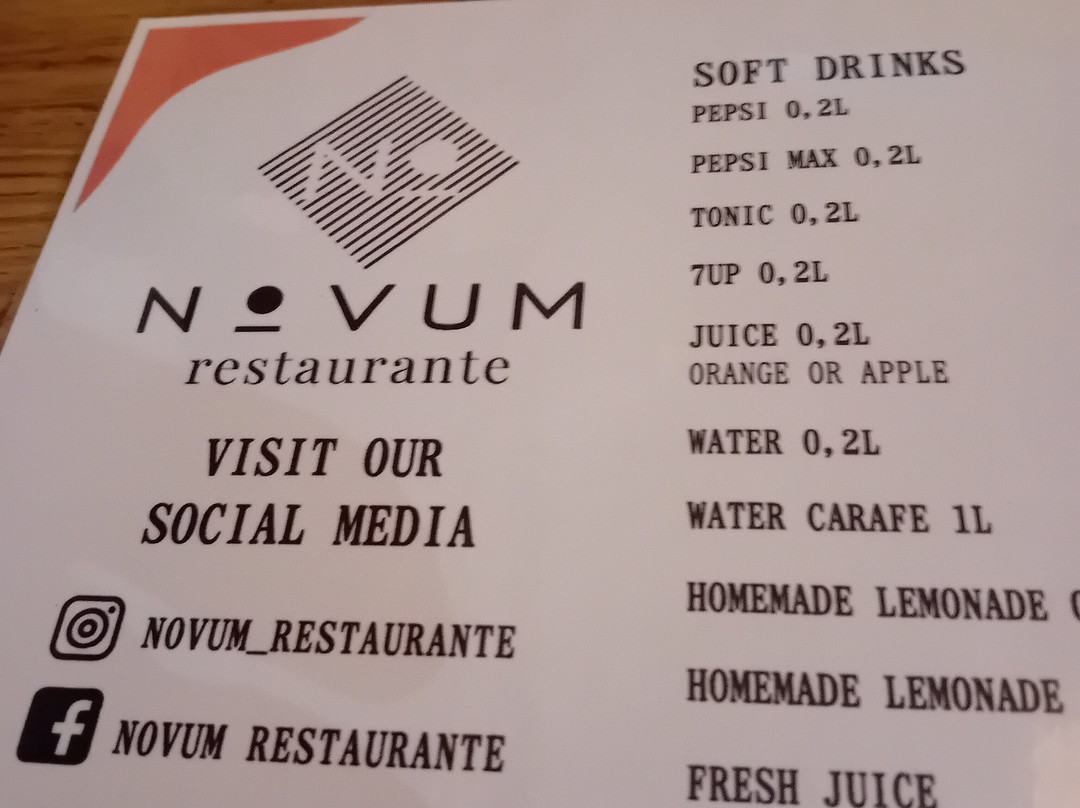 NOVUM
restaurante
VISIT OUR
SOCIAL MEDIA
NOVUM_RESTAURANTE
NOVUM RESTAURANTE
SOFT DRINKS
PEPSI 0,2L
PEPSI MAX 0,2L
TONIC 0,2L
7UP 0,2L
JUICE 0,2L
ORANGE OR APPLE
WATER 0,2L
WATER CARAFE 1L
HOMEMADE LEMONADE
HOMEMADE LEMONADE
FRESH JUICE